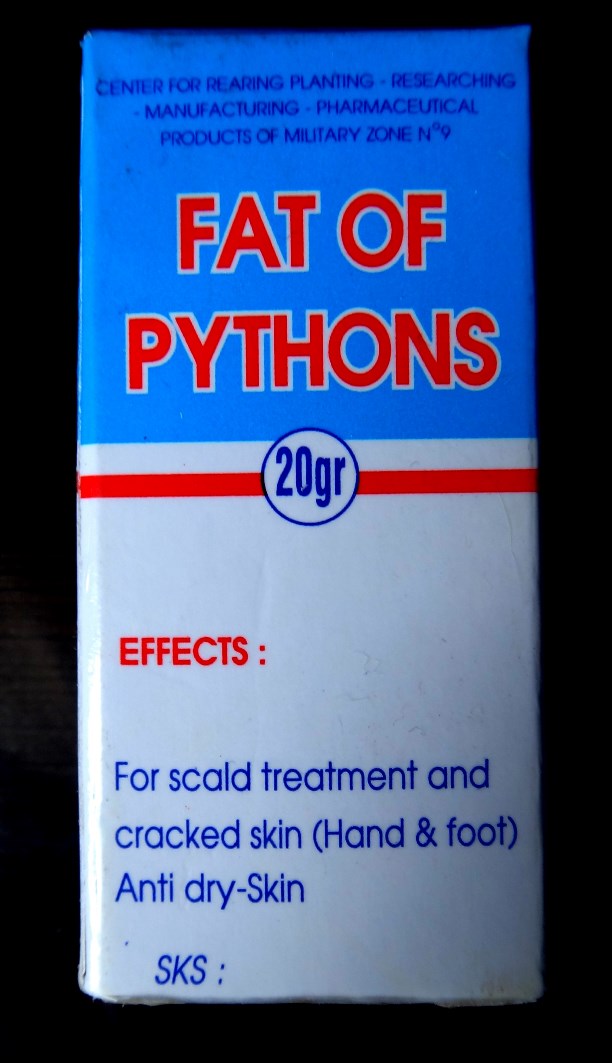 CENTER FOR REARING PLANTING - RESEARCHING
- MANUFACTURING - PHARMACEUTICAL
PRODUCTS OF MILITARY ZONE Nº9
FAT OF
PYTHONS
20gr
EFFECTS :
For scald treatment and
cracked skin (Hand & foot)
Anti dry-Skin
SKS :